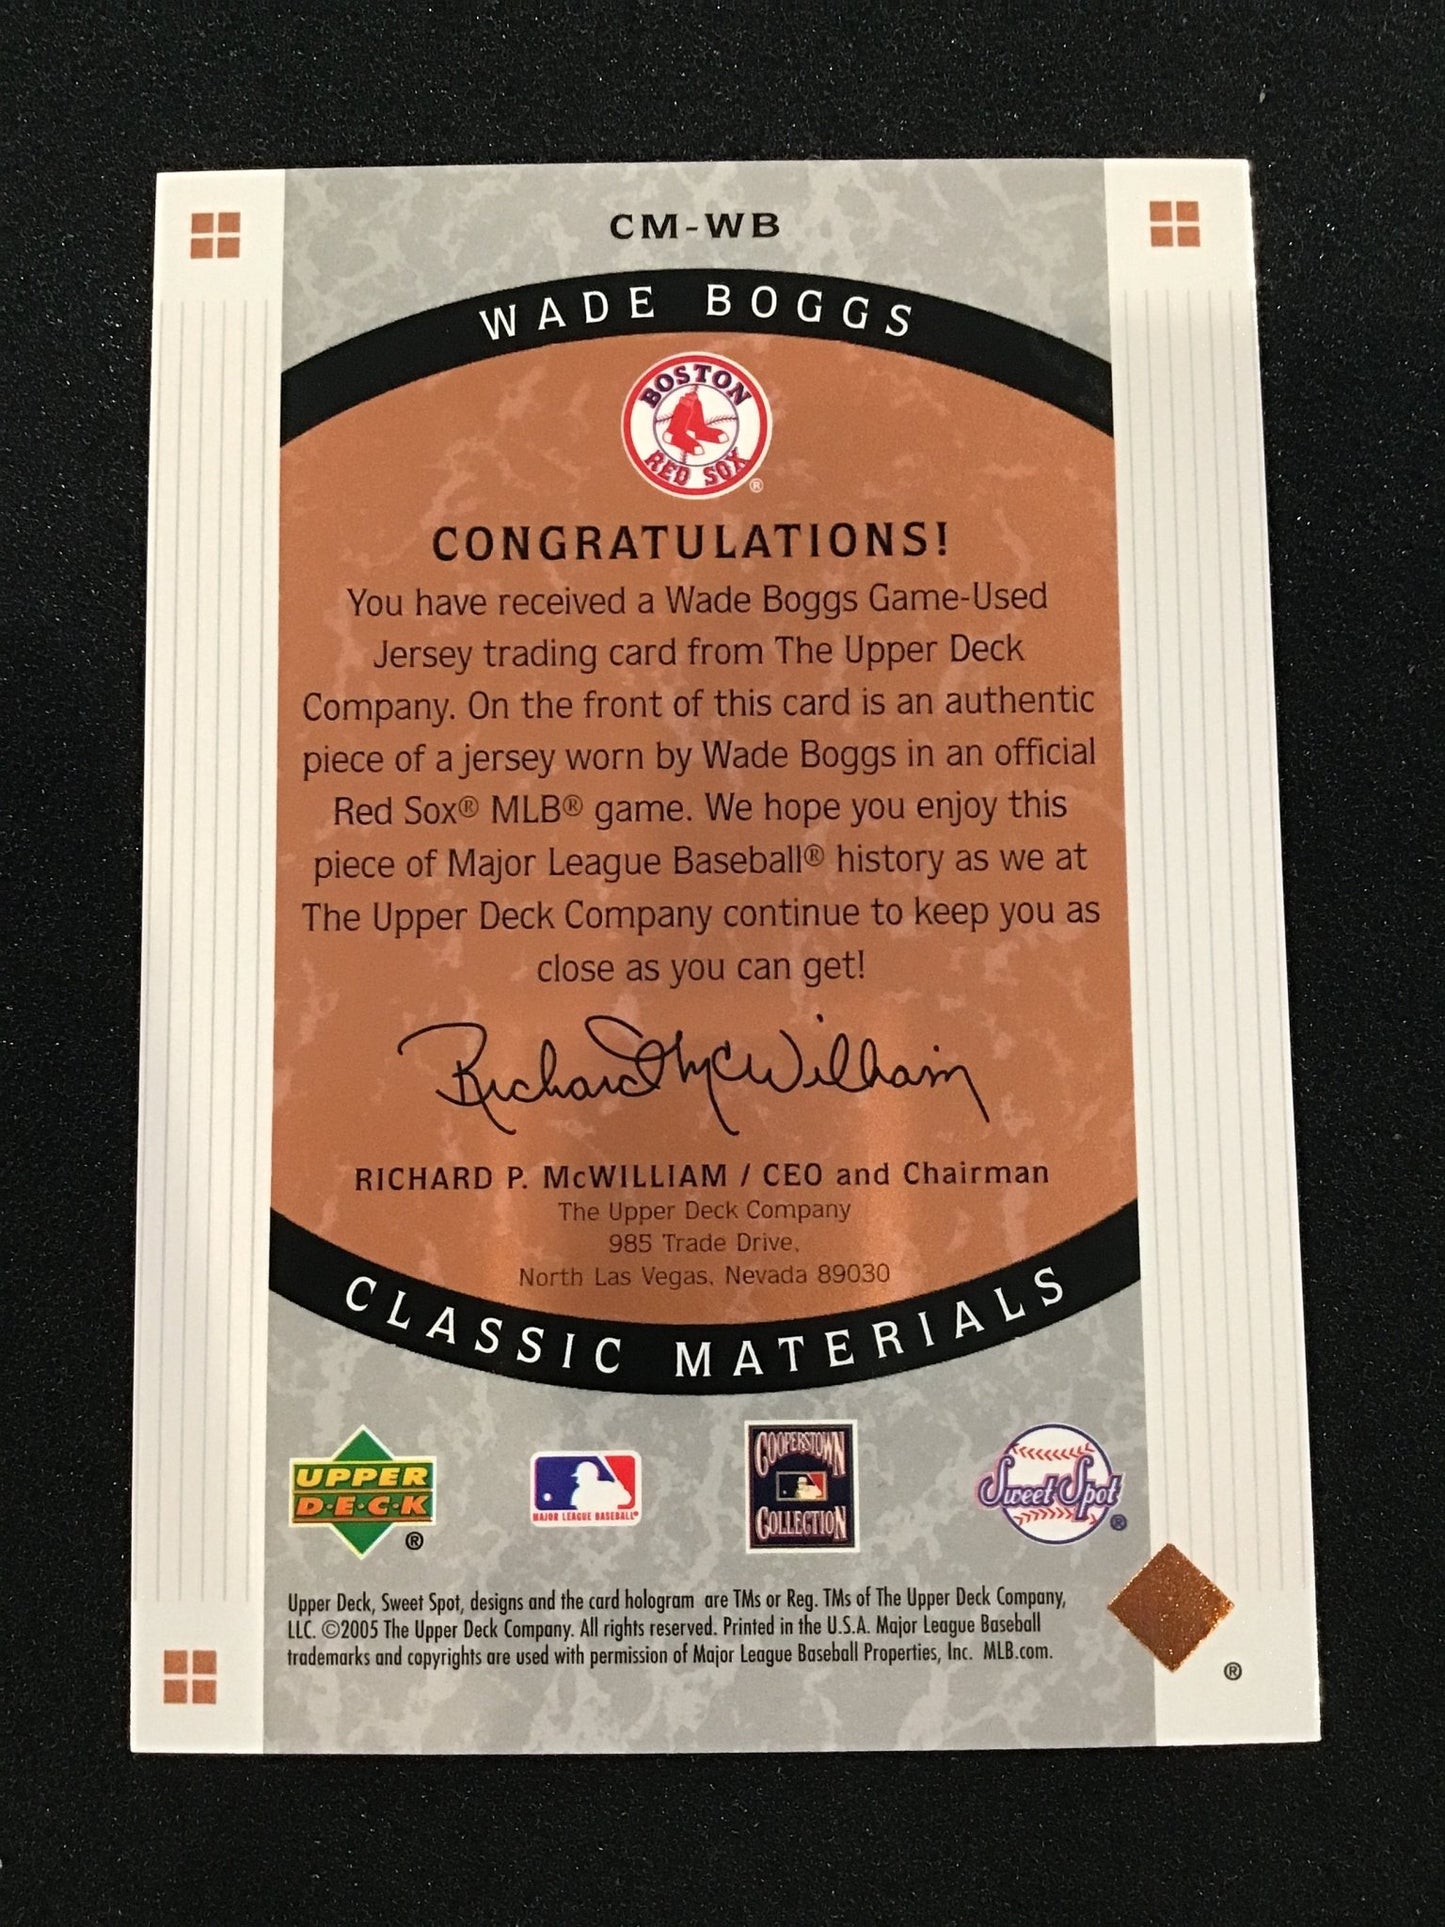 CM-WB
WADE BOGGS
BOSTON
RED SOX ®
CONGRATULATIONS!
You have received a Wade Boggs Game-Used
Jersey trading card from The Upper Deck
Company. On the front of this card is an authentic
piece of a jersey worn by Wade Boggs in an official
Red Sox® MLB® game. We hope you enjoy this
piece of Major League Baseball® history as we at
The Upper Deck Company continue to keep you as
close as you can get!
Richard McWilliam
RICHARD P. McWILLIAM / CEO and Chairman
The Upper Deck Company
985 Trade Drive,
North Las Vegas, Nevada 89030
CLASSIC MATERIALS
UPPER
D·E·C·K
®
MAJOR LEAGUE BASEBALL®
COOPERSTOWN
COLLECTION
Sweet Spot
®
Upper Deck, Sweet Spot, designs and the card hologram are TMs or Reg. TMs of The Upper Deck Company,
LLC. ©2005 The Upper Deck Company. All rights reserved. Printed in the U.S.A. Major League Baseball
trademarks and copyrights are used with permission of Major League Baseball Properties, Inc. MLB.com.
®